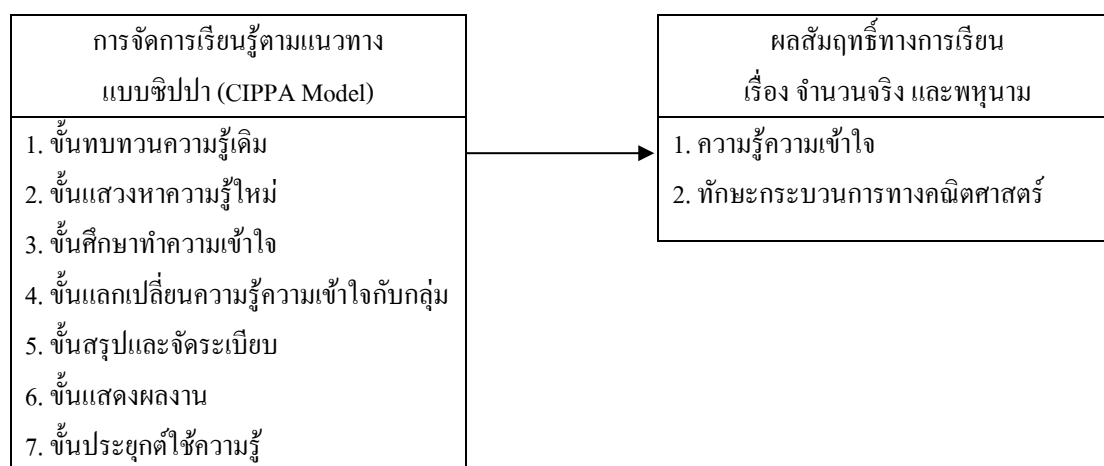 การจัดการเรียนรู้ตามแนวทาง
แบบซิปปา (CIPPA Model)
1. ขั้นทบทวนความรู้เดิม
2. ขั้นแสวงหาความรู้ใหม่
3. ขั้นศึกษาทำความเข้าใจ
4. ขั้นแลกเปลี่ยนความรู้ความเข้าใจกับกลุ่ม
5. ขั้นสรุปและจัดระเบียบ
6. ขั้นแสดงผลงาน
7. ขั้นประยุกต์ใช้ความรู้
ผลสัมฤทธิ์ทางการเรียน
เรื่อง จำนวนจริง และพหุนาม
1. ความรู้ความเข้าใจ
2. ทักษะกระบวนการทางคณิตศาสตร์